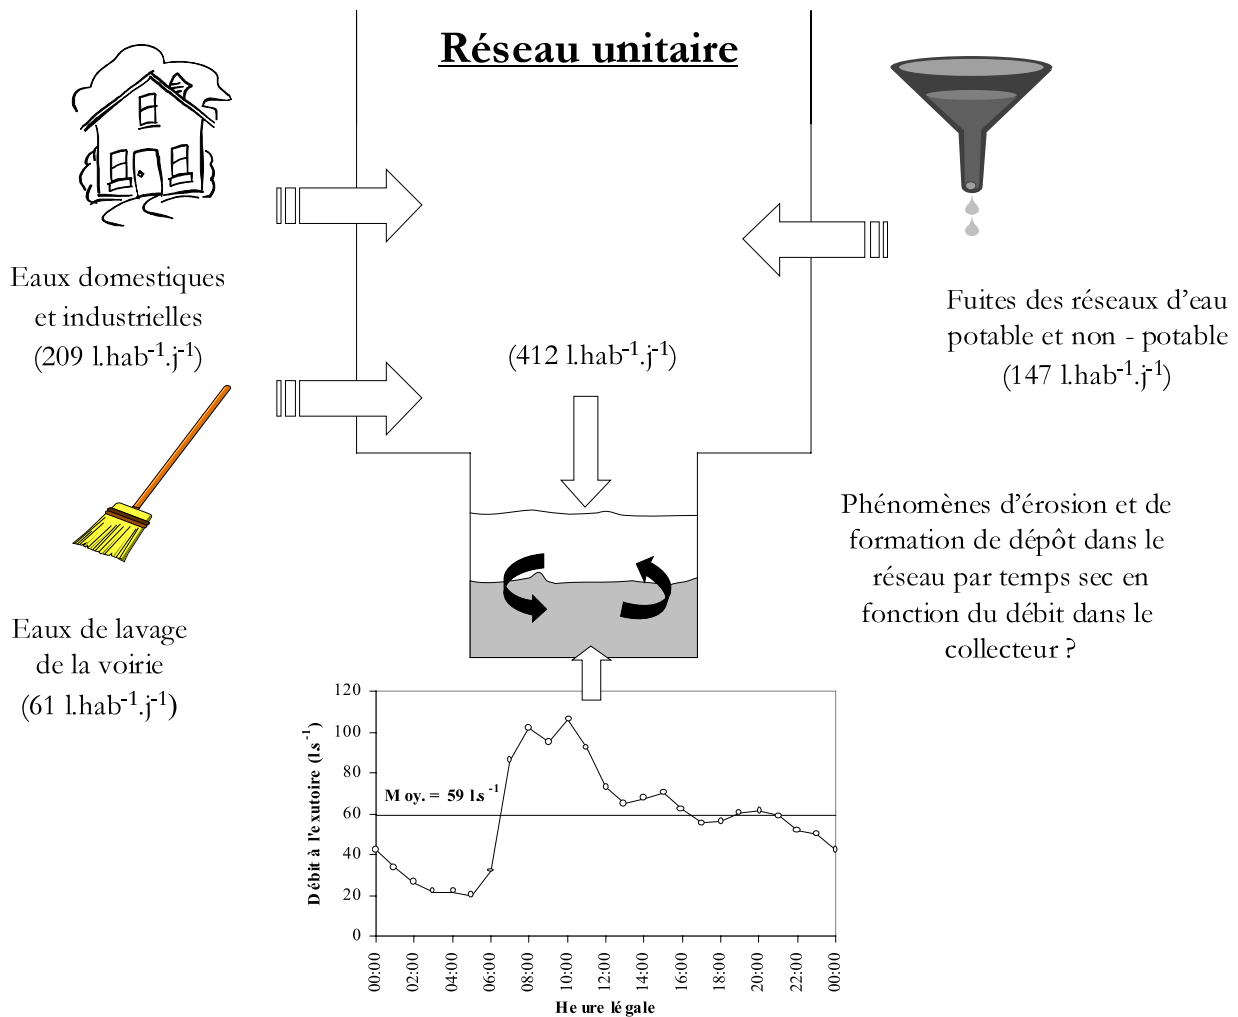 Réseau unitaire
Eaux domestiques
et industrielles
(209 l.hab⁻¹.j⁻¹)
Fuites des réseaux d'eau
potable et non - potable
(147 l.hab⁻¹.j⁻¹)
(412 l.hab⁻¹.j⁻¹)
Eaux de lavage
de la voirie
(61 l.hab⁻¹.j⁻¹)
Phénomènes d'érosion et de
formation de dépôt dans le
réseau par temps sec en
fonction du débit dans le
collecteur ?
Débit à l'exutoire (l.s⁻¹)
120
100
80
60
40
20
0
Moy. = 59 l.s⁻¹
00:00
02:00
04:00
06:00
08:00
10:00
12:00
14:00
16:00
18:00
20:00
22:00
00:00
Heure légale